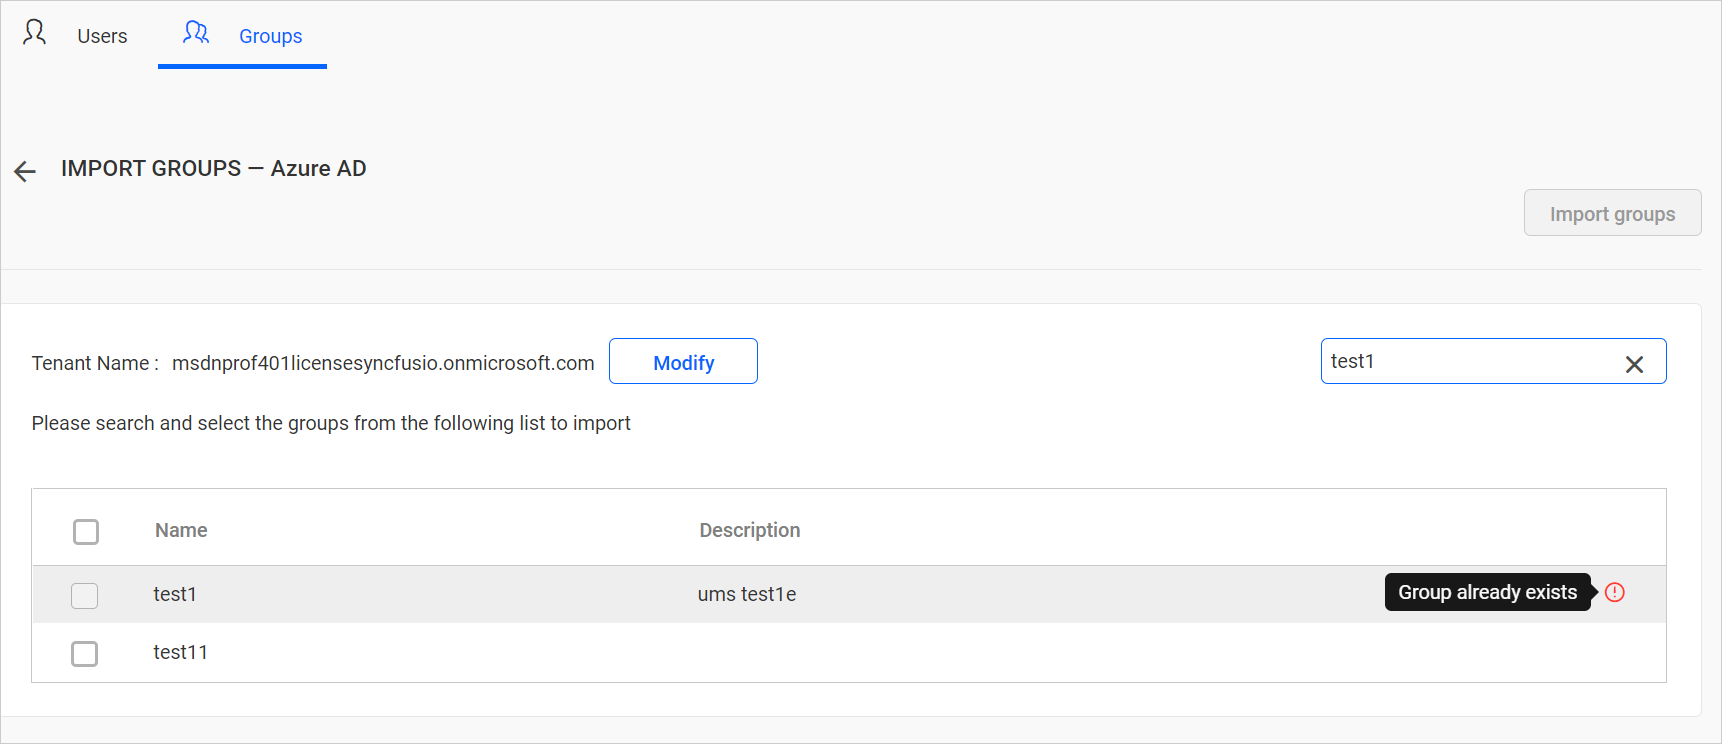 Users Groups
IMPORT GROUPS — Azure AD
Import groups
Tenant Name : msdnprof401licensesyncfusio.onmicrosoft.com Modify test1
Please search and select the groups from the following list to import
Name Description
test1 ums test1e Group already exists
test11